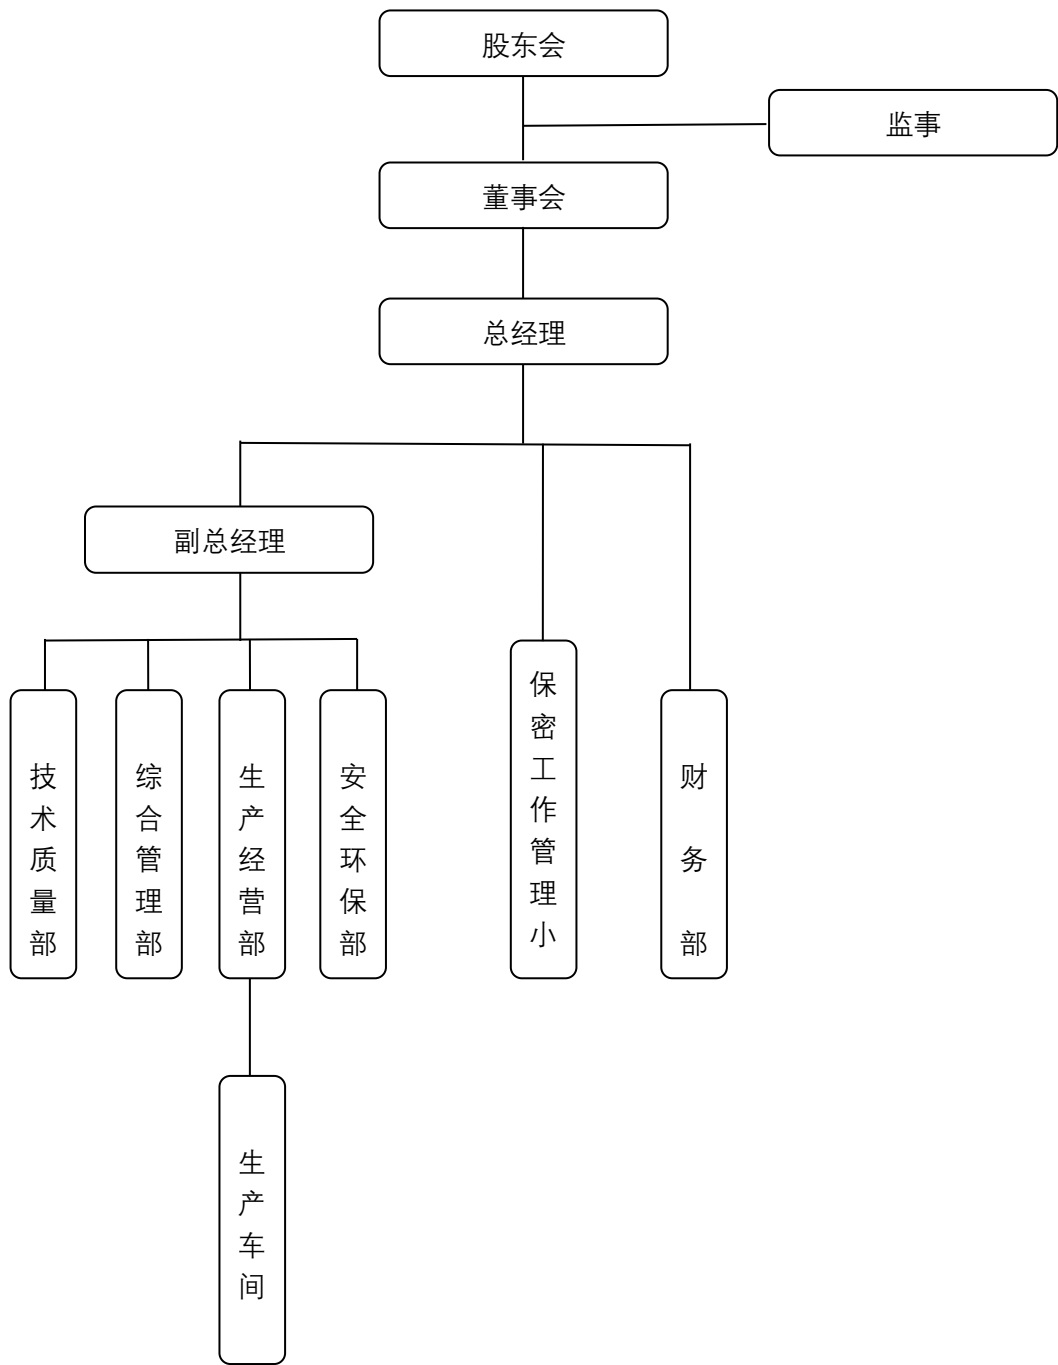 股东会
监事
董事会
总经理
副总经理
技术质量部
综合管理部
生产经营部
安全环保部
保密工作管理小
财务部
生产车间